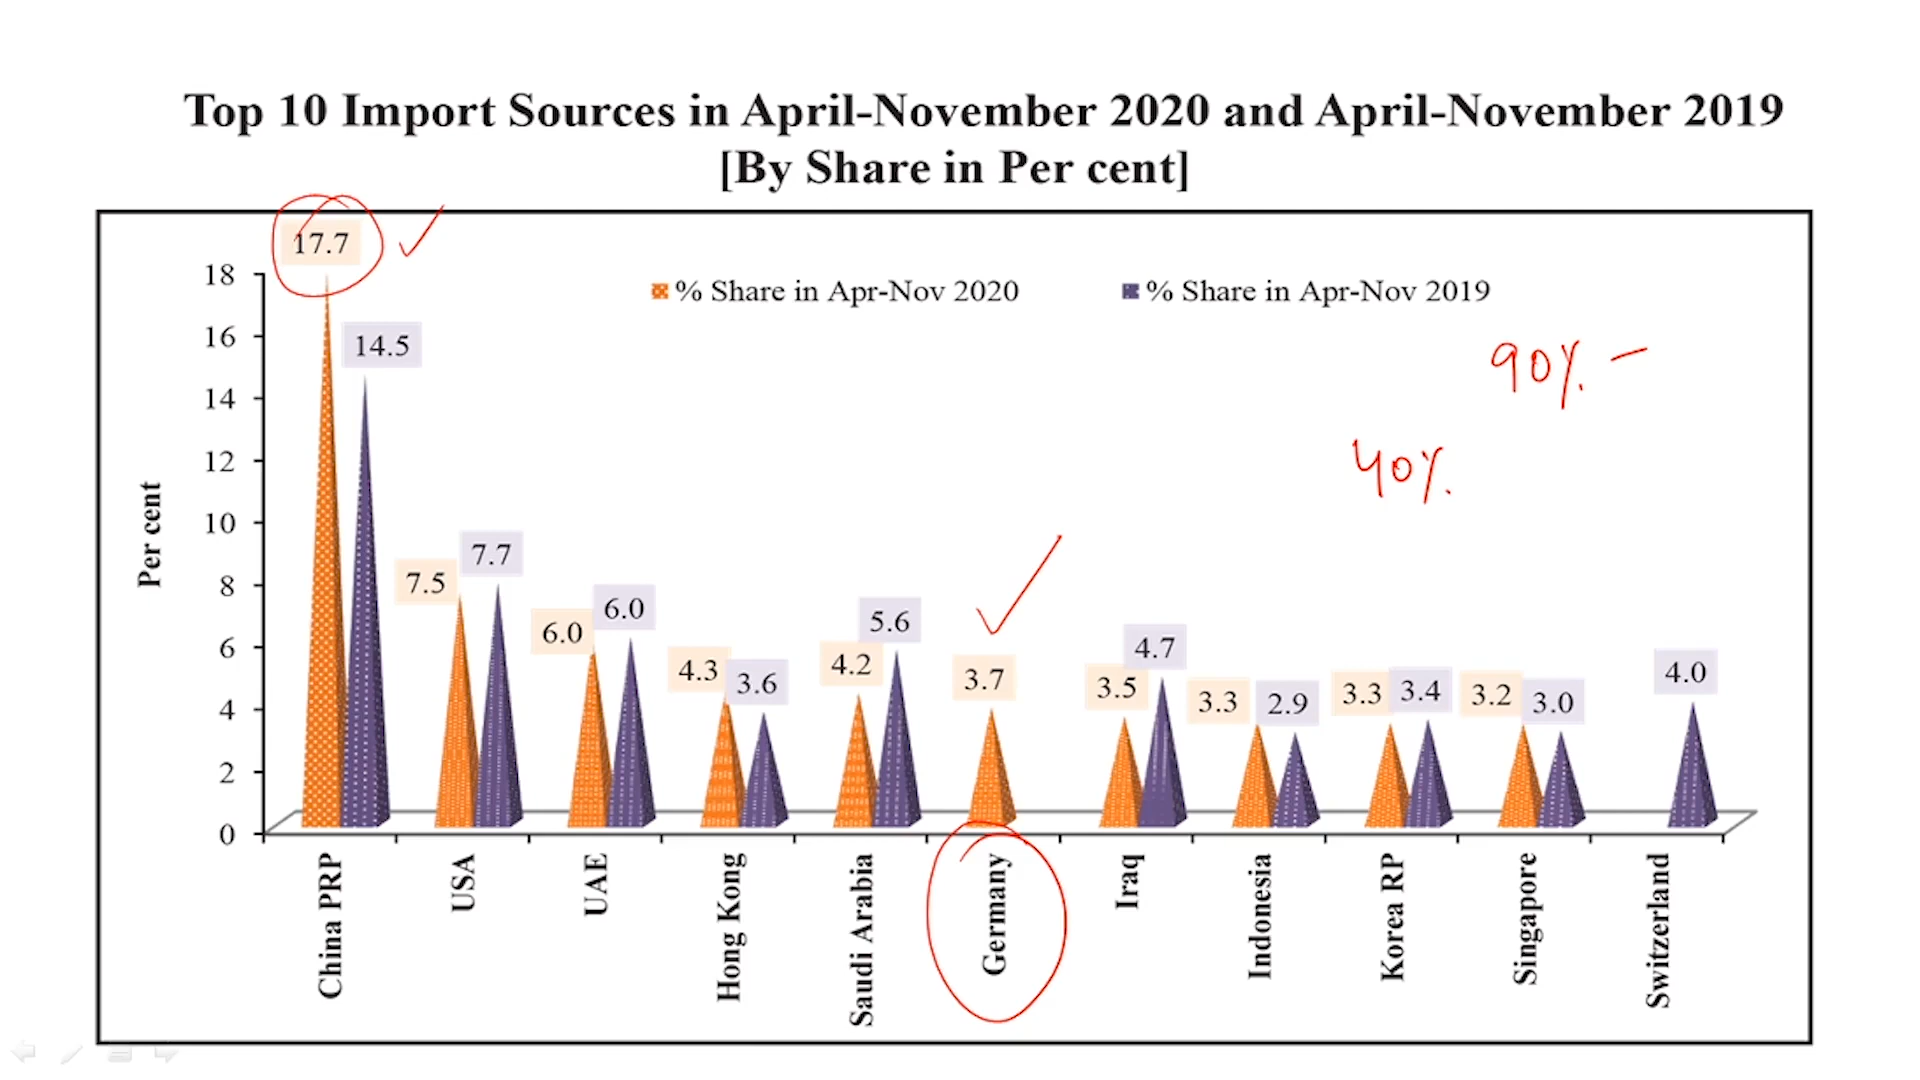 Top 10 Import Sources in April-November 2020 and April-November 2019
[By Share in Per cent]
% Share in Apr-Nov 2020
% Share in Apr-Nov 2019
Per cent
18
16
14
12
10
8
6
4
2
0
17.7
14.5
7.5
7.7
6.0
6.0
4.3
3.6
4.2
5.6
3.7
3.5
4.7
3.3
2.9
3.3
3.4
3.2
3.0
4.0
90% –
40%.
China PRP
USA
UAE
Hong Kong
Saudi Arabia
Germany
Iraq
Indonesia
Korea RP
Singapore
Switzerland